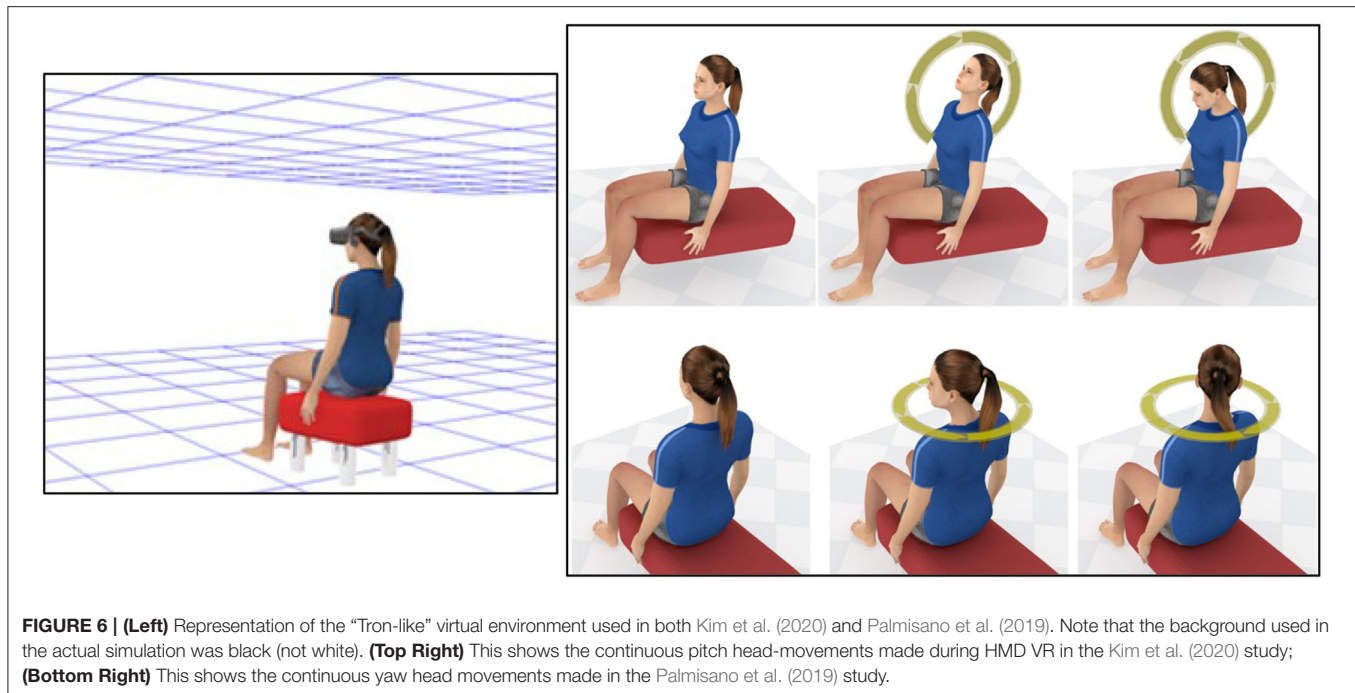 FIGURE 6 | (Left) Representation of the “Tron-like” virtual environment used in both Kim et al. (2020) and Palmisano et al. (2019). Note that the background used in
the actual simulation was black (not white). (Top Right) This shows the continuous pitch head-movements made during HMD VR in the Kim et al. (2020) study;
(Bottom Right) This shows the continuous yaw head movements made in the Palmisano et al. (2019) study.